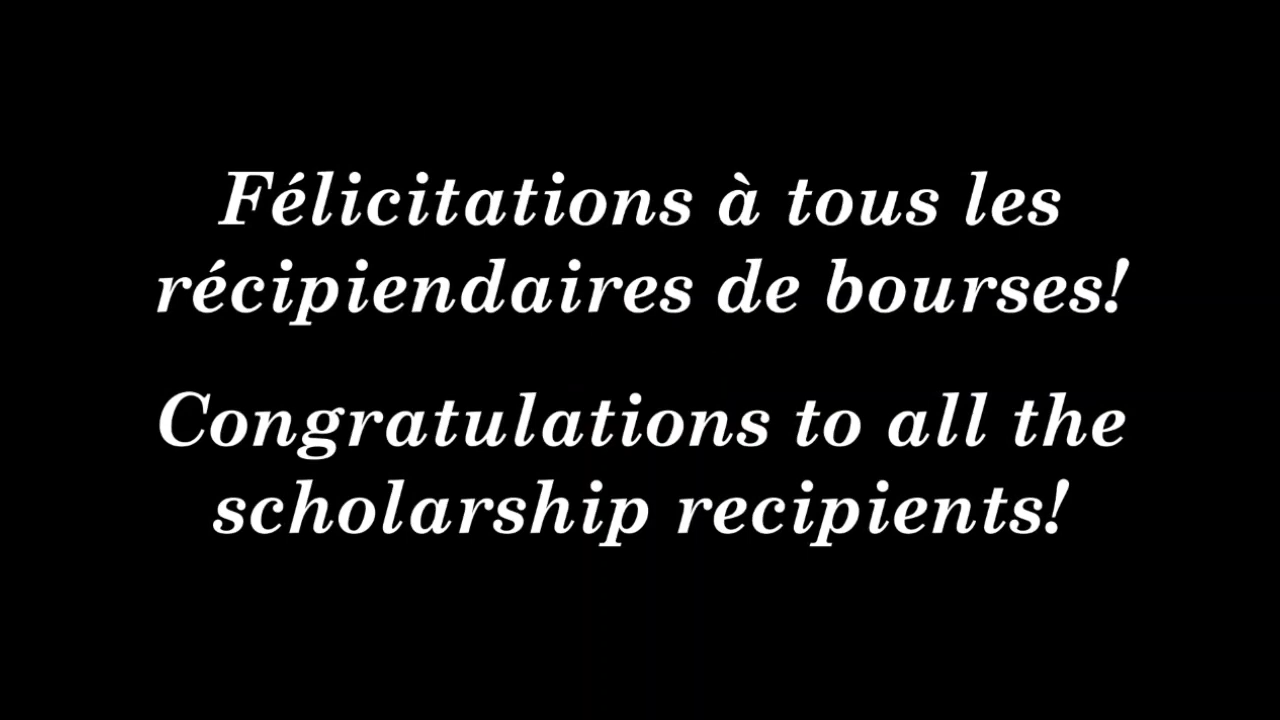 Félicitations à tous les
récipiendaires de bourses!
Congratulations to all the
scholarship recipients!